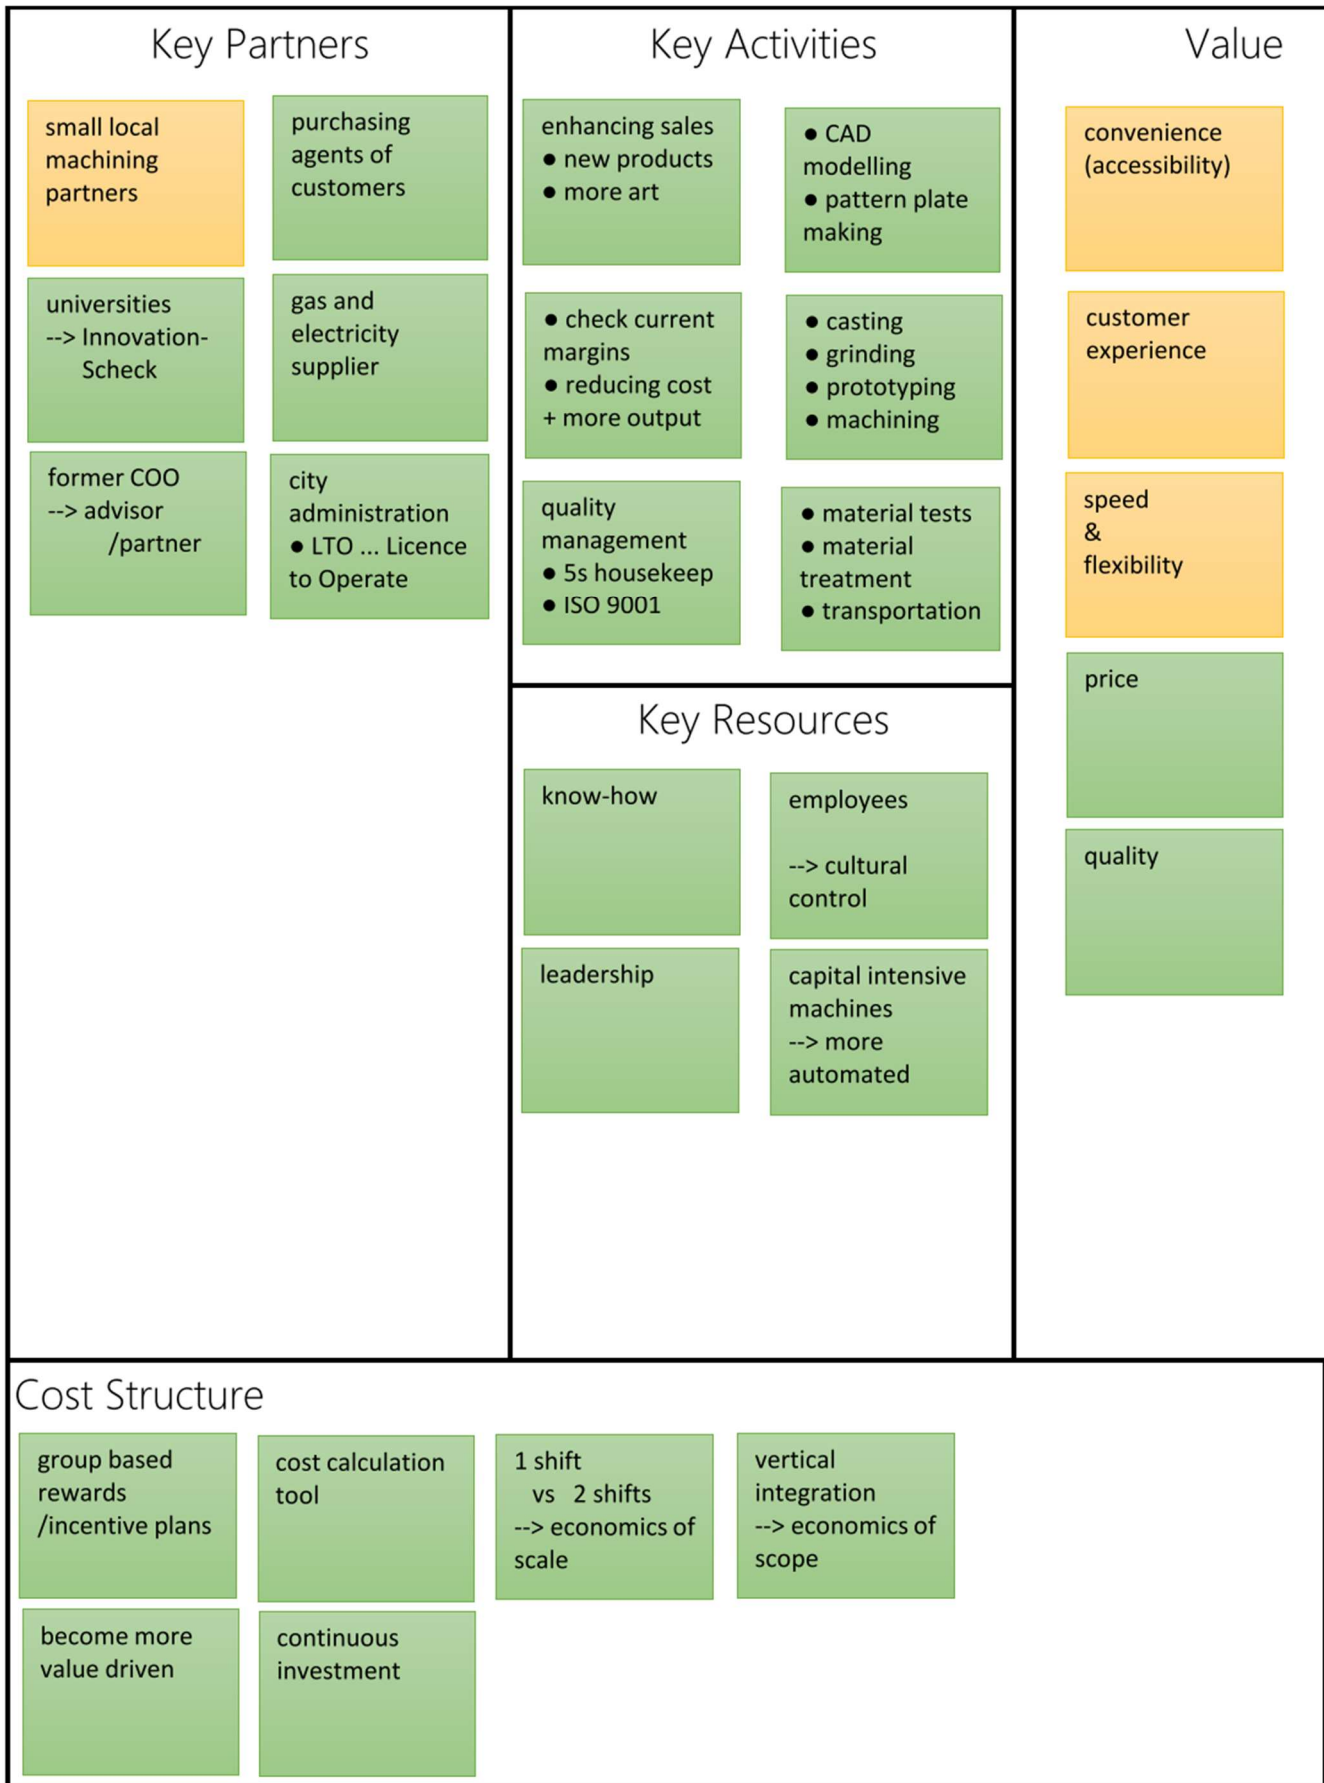 Key Partners
small local
machining
partners
purchasing
agents of
customers
universities
--> Innovation-
Scheck
gas and
electricity
supplier
former COO
--> advisor
/partner
city
administration
● LTO ... Licence
to Operate
Key Activities
enhancing sales
● new products
● more art
● CAD
modelling
● pattern plate
making
● check current
margins
● reducing cost
+ more output
● casting
● grinding
● prototyping
● machining
quality
management
● 5s housekeep
● ISO 9001
● material tests
● material
treatment
● transportation
Key Resources
know-how
employees
--> cultural
control
leadership
capital intensive
machines
--> more
automated
Value
convenience
(accessibility)
customer
experience
speed
&
flexibility
price
quality
Cost Structure
group based
rewards
/incentive plans
cost calculation
tool
1 shift
vs 2 shifts
--> economics of
scale
vertical
integration
--> economics of
scope
become more
value driven
continuous
investment